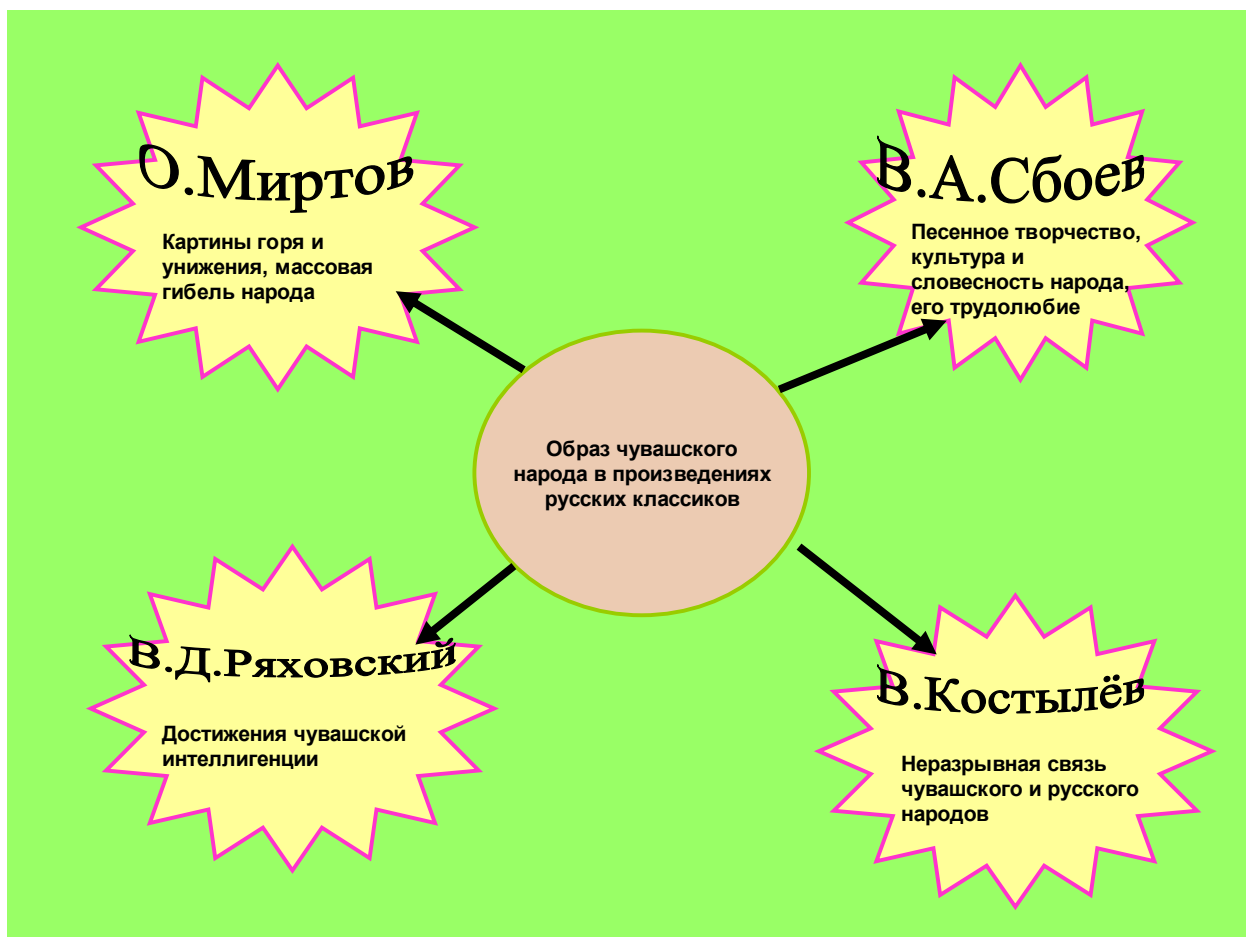 О.Миртов
Картины горя и
унижения, массовая
гибель народа
В.А.Сбоев
Песенное творчество,
культура и
словесность народа,
его трудолюбие
Образ чувашского
народа в произведениях
русских классиков
В.Д.Ряховский
Достижения чувашской
интеллигенции
В.Костылёв
Неразрывная связь
чувашского и русского
народов